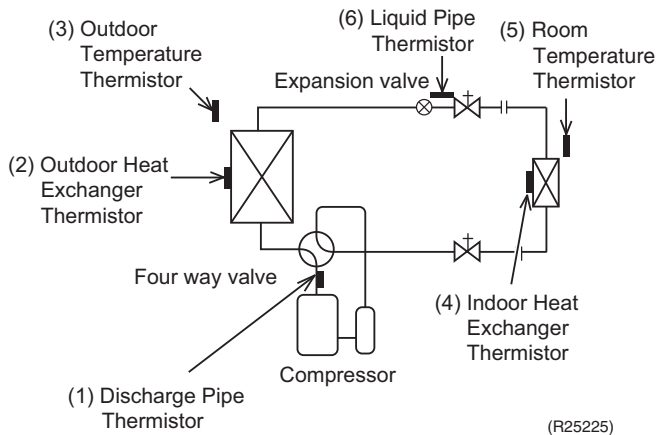 (3) Outdoor
Temperature
Thermistor
(6) Liquid Pipe
Thermistor
(5) Room
Temperature
Thermistor
Expansion valve
(2) Outdoor Heat
Exchanger
Thermistor
Four way valve
(4) Indoor Heat
Exchanger
Thermistor
Compressor
(1) Discharge Pipe
Thermistor
(R25225)